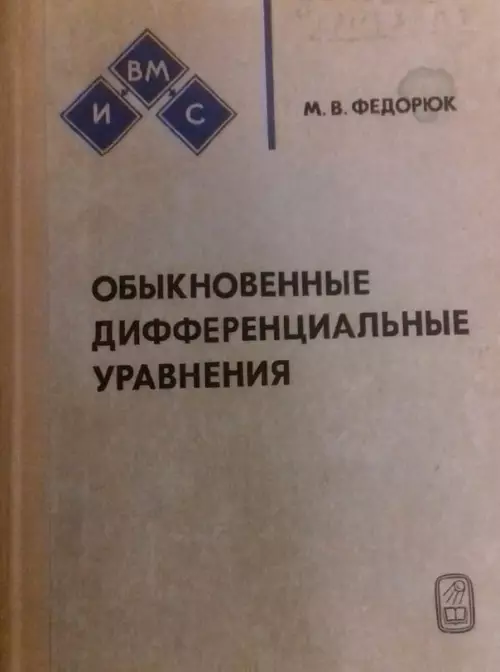 ВМ
И С
М. В. ФЕДОРЮК
ОБЫКНОВЕННЫЕ
ДИФФЕРЕНЦИАЛЬНЫЕ
УРАВНЕНИЯ